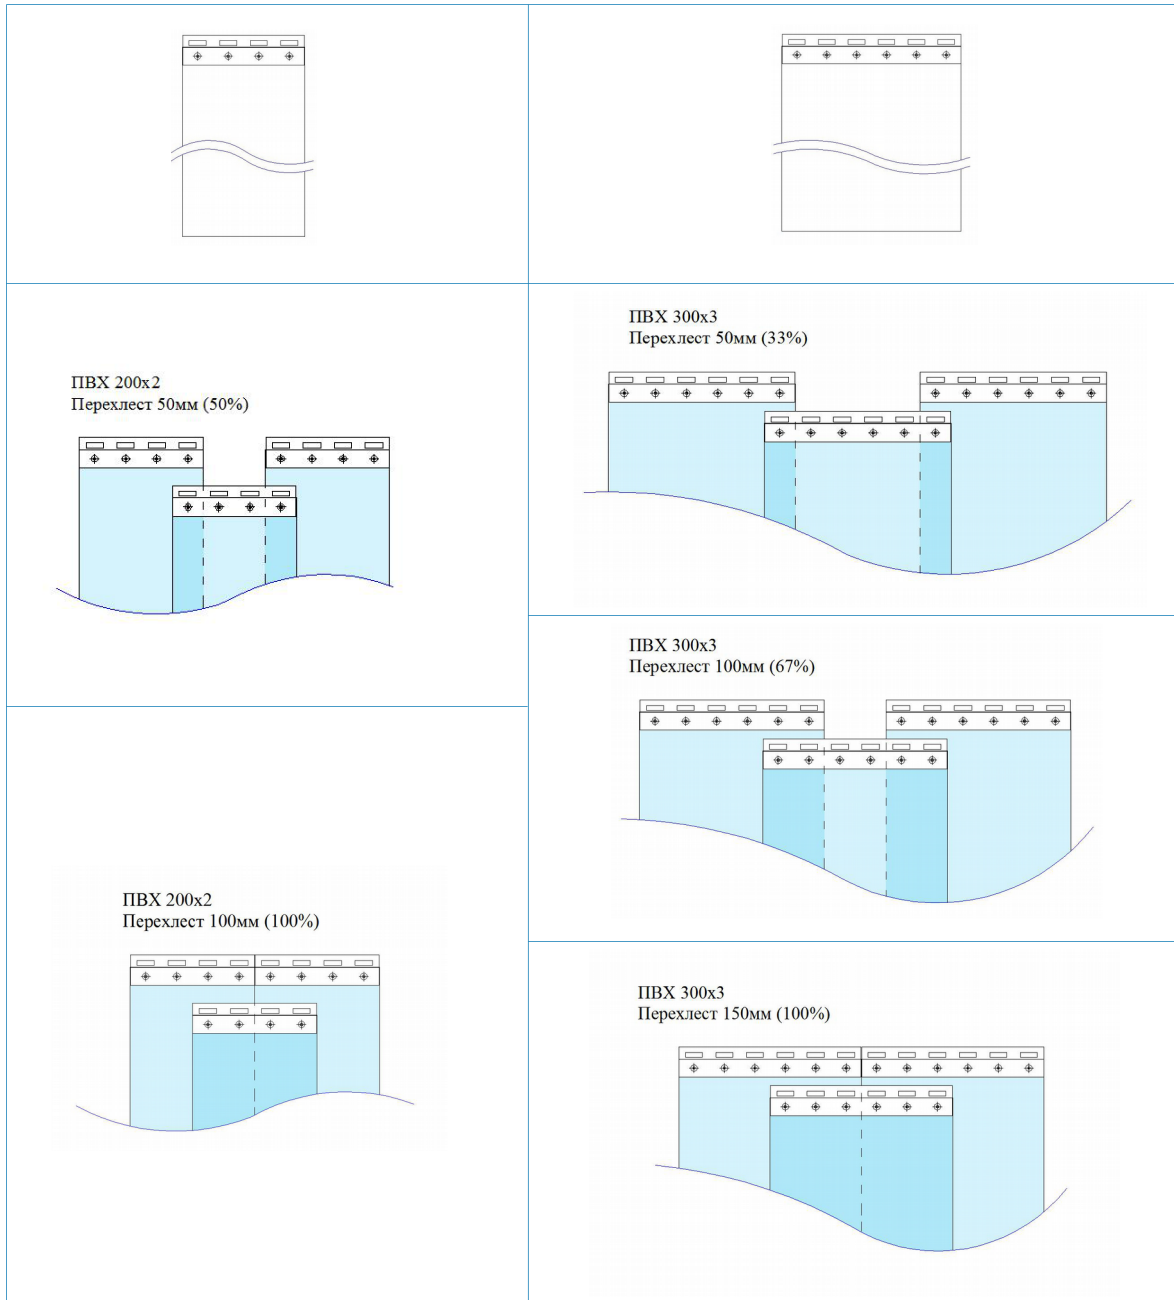 ПВХ 200х2
Перехлест 50мм (50%)
ПВХ 200х2
Перехлест 100мм (100%)
ПВХ 300х3
Перехлест 50мм (33%)
ПВХ 300х3
Перехлест 100мм (67%)
ПВХ 300х3
Перехлест 150мм (100%)